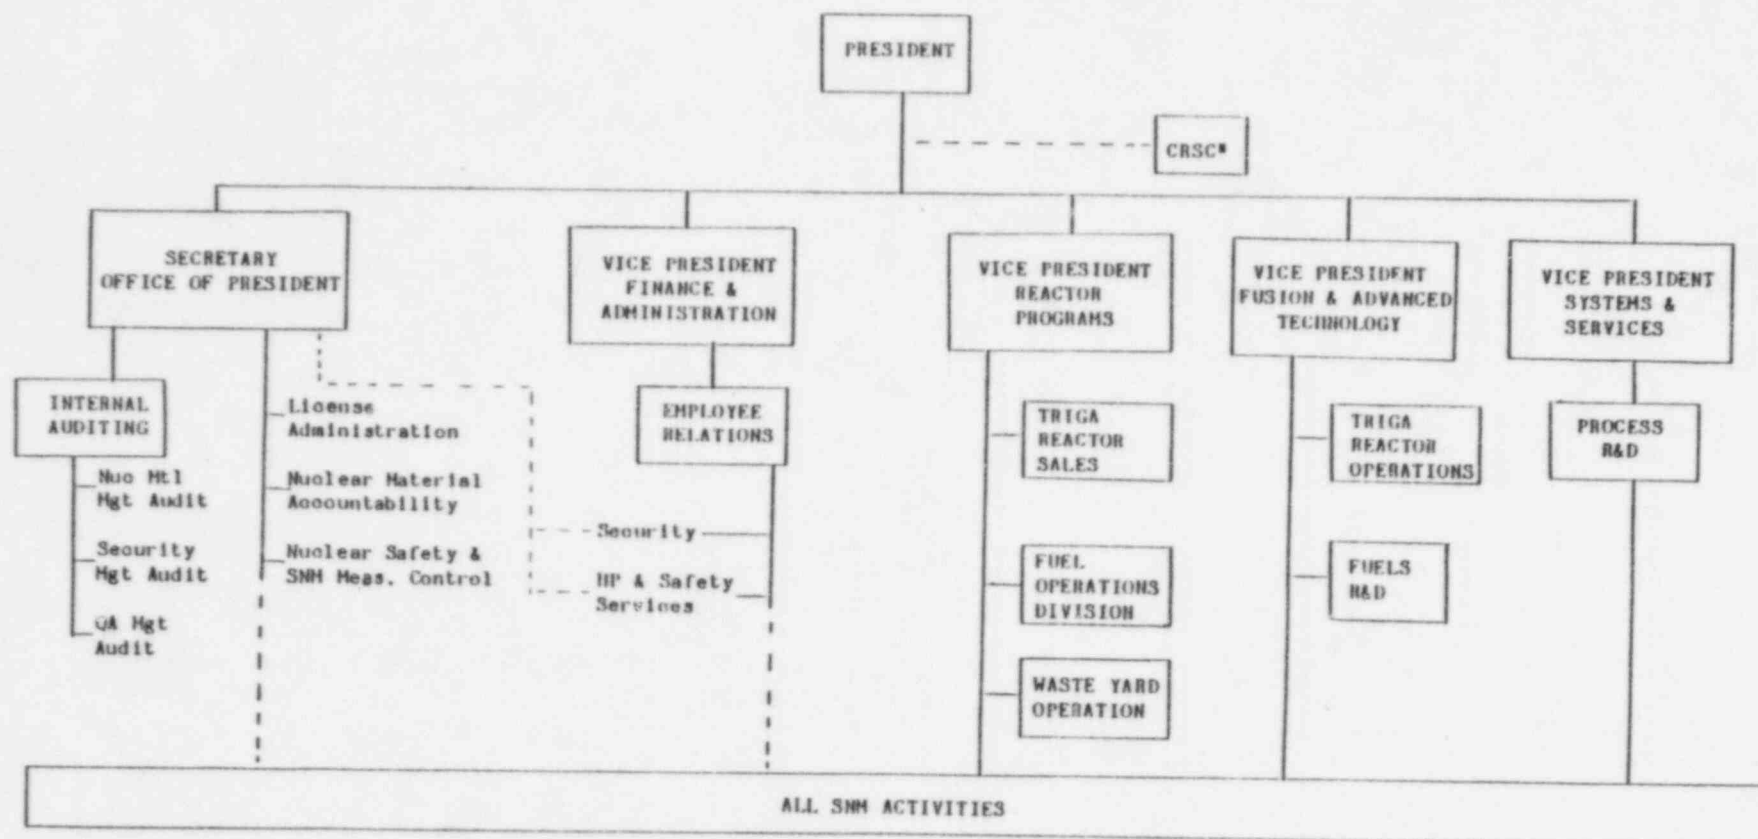 PRESIDENT
CRSC*
SECRETARY
OFFICE OF PRESIDENT
VICE PRESIDENT
FINANCE &
ADMINISTRATION
VICE PRESIDENT
REACTOR
PROGRAMS
VICE PRESIDENT
FUSION & ADVANCED
TECHNOLOGY
VICE PRESIDENT
SYSTEMS &
SERVICES
INTERNAL
AUDITING
Nuc Mtl
Mgt Audit
Security
Mgt Audit
QA Mgt
Audit
License
Administration
Nuclear Material
Accountability
Nuclear Safety &
SNM Meas. Control
EMPLOYEE
RELATIONS
Security
HP & Safety
Services
TRIGA
REACTOR
SALES
FUEL
OPERATIONS
DIVISION
WASTE YARD
OPERATION
TRIGA
REACTOR
OPERATIONS
FUELS
R&D
PROCESS
R&D
ALL SNM ACTIVITIES